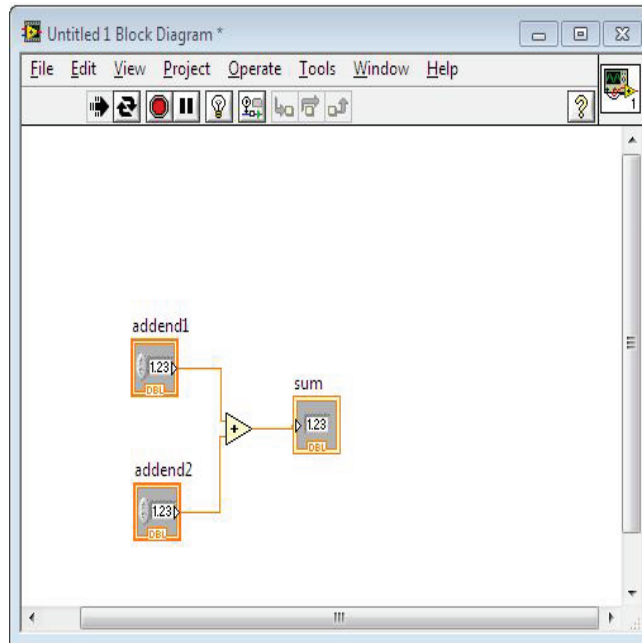 Untitled 1 Block Diagram *
File Edit View Project Operate Tools Window Help
?
1
addend1
1.23
DBL
sum
+
1.23
DBL
addend2
1.23
DBL